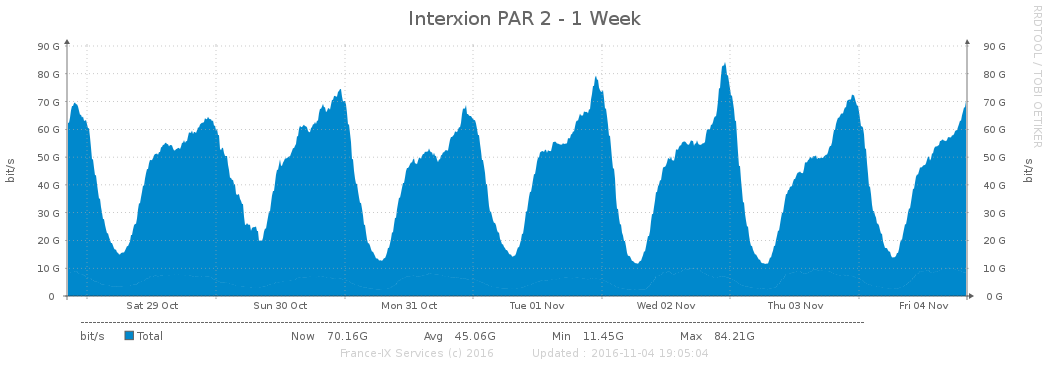 Interxion PAR 2 - 1 Week
RRDTOOL / TOBI OETIKER
bit/s
90 G 90 G
80 G 80 G
70 G 70 G
60 G 60 G
50 G 50 G
40 G 40 G
30 G 30 G
20 G 20 G
10 G 10 G
0 0 G
bit/s
Sat 29 Oct Sun 30 Oct Mon 31 Oct Tue 01 Nov Wed 02 Nov Thu 03 Nov Fri 04 Nov
bit/s Total Now 70.16G Avg 45.06G Min 11.45G Max 84.21G
France-IX Services (c) 2016 Updated : 2016-11-04 19:05:04